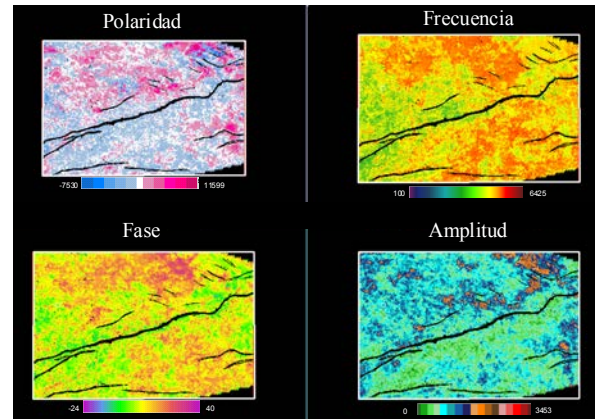 Polaridad
Frecuencia
-7530 11599
100 6425
Fase
Amplitud
-24 40
0 3453